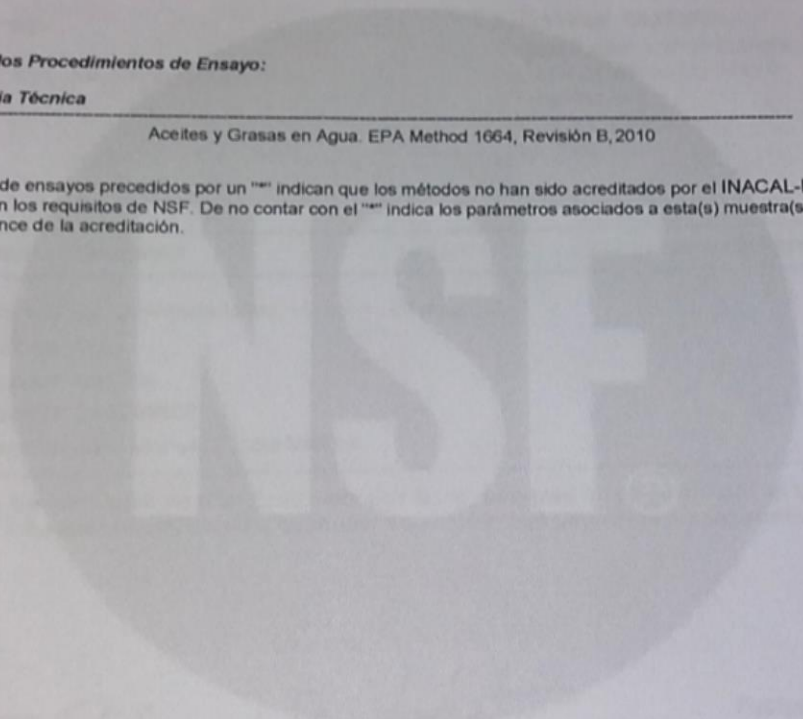 los Procedimientos de Ensayo:
ia Técnica
Aceites y Grasas en Agua. EPA Method 1664, Revisión B, 2010
de ensayos precedidos por un "*" indican que los métodos no han sido acreditados por el INACAL-
n los requisitos de NSF. De no contar con el "*" indica los parámetros asociados a esta(s) muestra(s
nce de la acreditación.
NSF